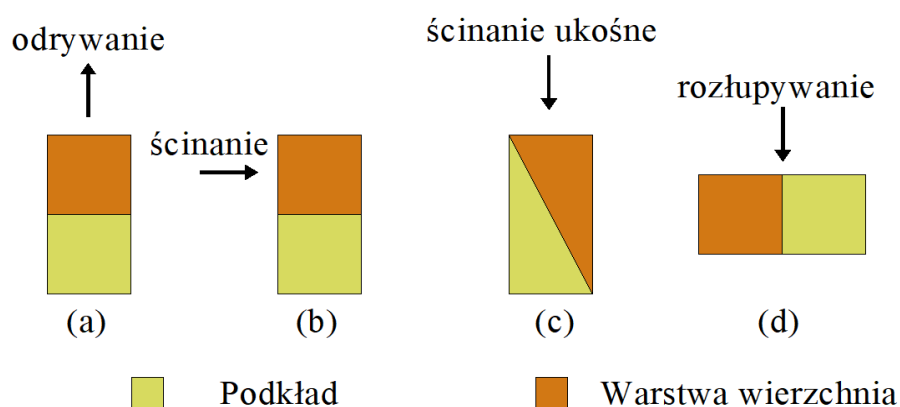 odrywanie
ścinanie
ścinanie ukośne
rozłupywanie
(a)
(b)
(c)
(d)
Podkład
Warstwa wierzchnia